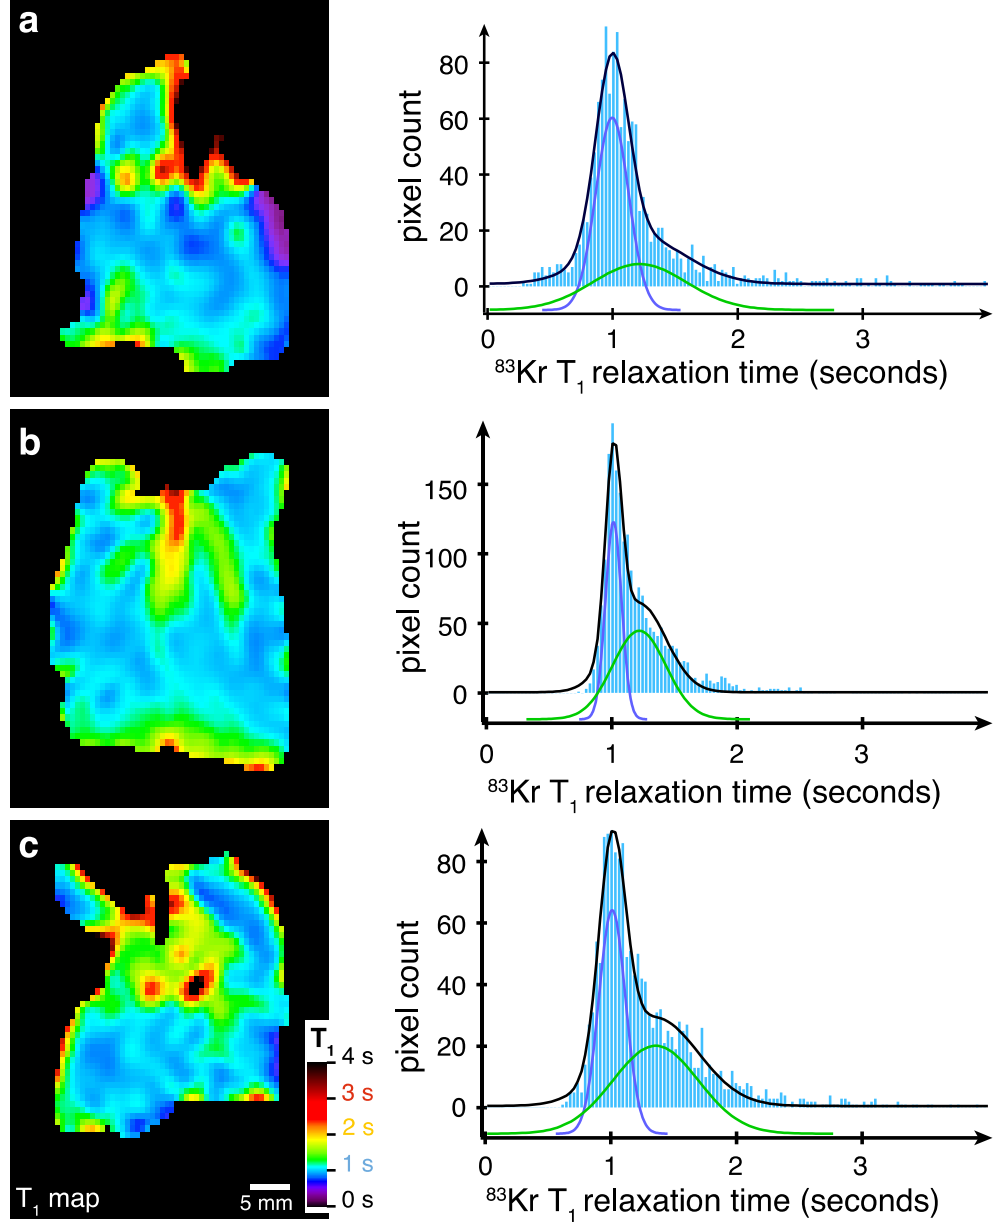 a
80
60
40
20
0
pixel count
0 1 2 3
⁸³Kr T₁ relaxation time (seconds)
b
150
100
50
0
pixel count
0 1 2 3
⁸³Kr T₁ relaxation time (seconds)
c
T₁
4 s
3 s
2 s
1 s
0 s
T₁ map
5 mm
80
60
40
20
0
pixel count
0 1 2 3
⁸³Kr T₁ relaxation time (seconds)